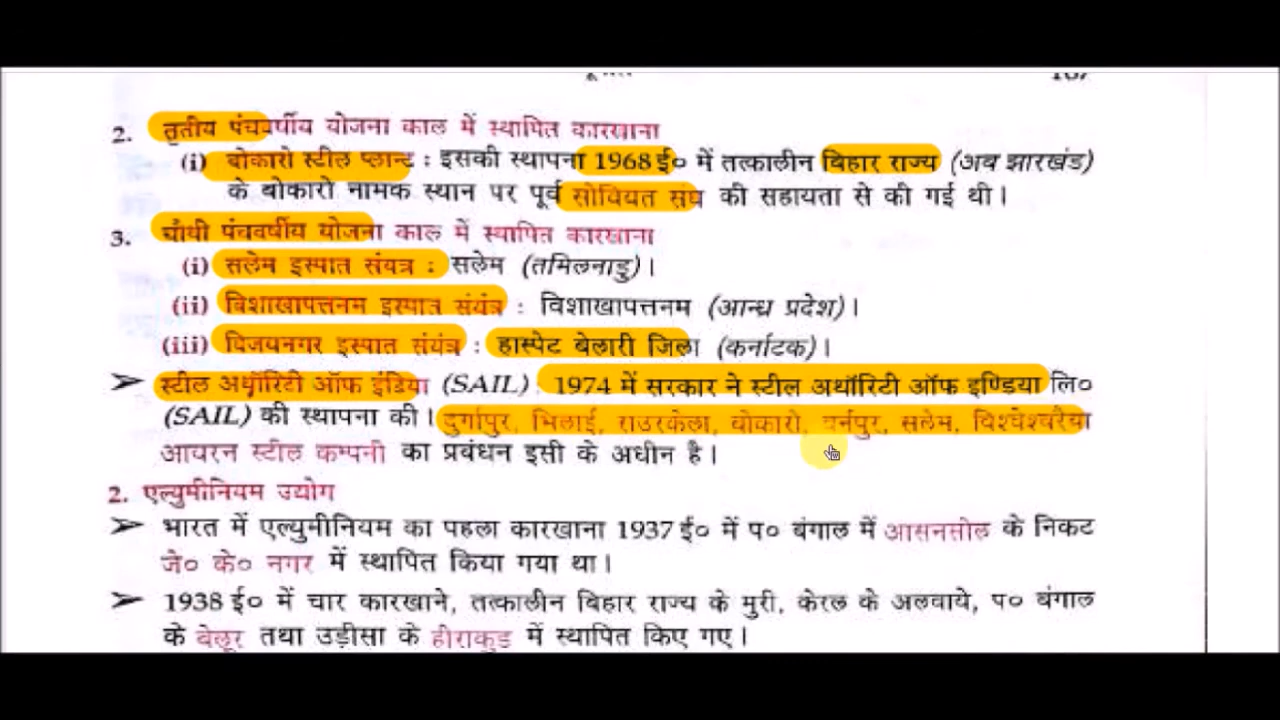 167
2. तृतीय पंचवर्षीय योजना काल में स्थापित कारखाना
(i) बोकारो स्टील प्लान्ट : इसकी स्थापना 1968 ई० में तत्कालीन बिहार राज्य (अब झारखंड)
के बोकारो नामक स्थान पर पूर्व सोवियत संघ की सहायता से की गई थी।
3. चौथी पंचवर्षीय योजना काल में स्थापित कारखाना
(i) सलेम इस्पात संयत्र : सलेम (तमिलनाडु)।
(ii) विशाखापत्तनम इस्पात संयंत्र : विशाखापत्तनम (आन्ध्र प्रदेश)।
(iii) विजयनगर इस्पात संयंत्र : हास्पेट बेलारी जिला (कर्नाटक)।
➢ स्टील अथॉरिटी ऑफ इंडिया (SAIL) 1974 में सरकार ने स्टील अथॉरिटी ऑफ इण्डिया लि०
(SAIL) की स्थापना की। दुर्गापुर, भिलाई, राउरकेला, बोकारो, बर्नपुर, सलेम, विश्वेश्वरैया
आयरन स्टील कम्पनी का प्रबंधन इसी के अधीन है।
2. एल्युमीनियम उद्योग
➢ भारत में एल्युमीनियम का पहला कारखाना 1937 ई० में प० बंगाल में आसनसोल के निकट
जे० के० नगर में स्थापित किया गया था।
➢ 1938 ई० में चार कारखाने, तत्कालीन बिहार राज्य के मुरी, केरल के अलवाये, प० बंगाल
के बेलूर तथा उड़ीसा के हीराकुड में स्थापित किए गए।